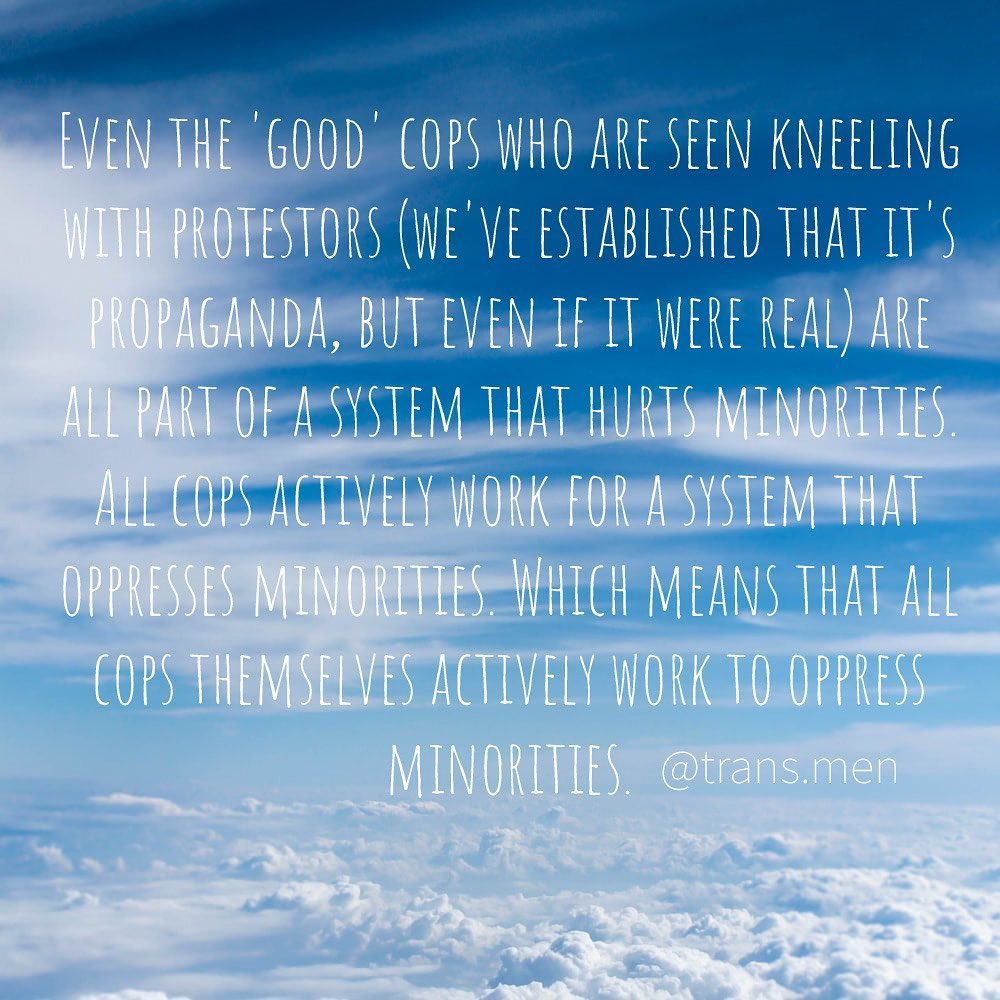 Even the 'good' cops who are seen kneeling
with protestors (we've established that it's
propaganda, but even if it were real) are
all part of a system that hurts minorities.
All cops actively work for a system that
oppresses minorities. Which means that all
cops themselves actively work to oppress
minorities. @trans.men